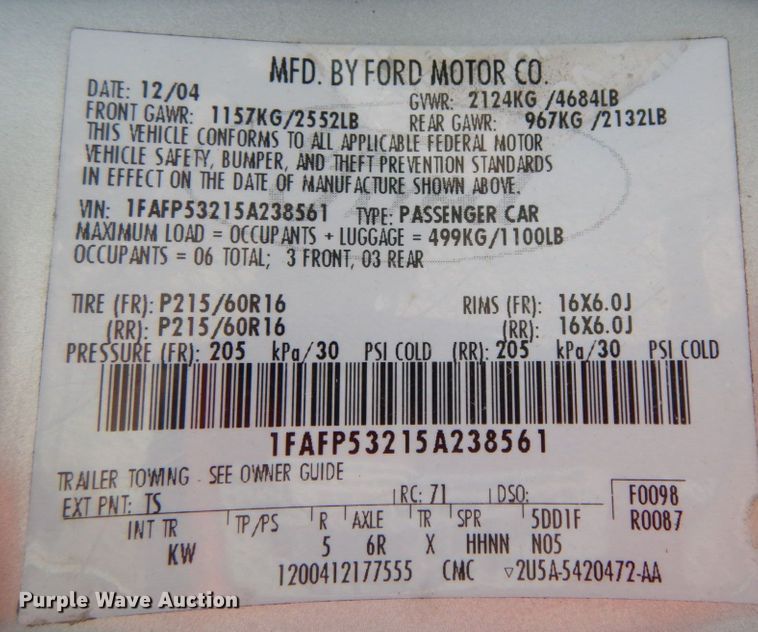 MFD. BY FORD MOTOR CO.
DATE: 12/04 GVWR: 2124KG /4684LB
FRONT GAWR: 1157KG/2552LB REAR GAWR: 967KG /2132LB
THIS VEHICLE CONFORMS TO ALL APPLICABLE FEDERAL MOTOR
VEHICLE SAFETY, BUMPER, AND THEFT PREVENTION STANDARDS
IN EFFECT ON THE DATE OF MANUFACTURE SHOWN ABOVE.
VIN: 1FAFP53215A238561 TYPE: PASSENGER CAR
MAXIMUM LOAD = OCCUPANTS + LUGGAGE = 499KG/1100LB
OCCUPANTS = 06 TOTAL; 3 FRONT, 03 REAR
TIRE (FR): P215/60R16 RIMS (FR): 16X6.0J
(RR): P215/60R16 (RR): 16X6.0J
PRESSURE (FR): 205 kPa/30 PSI COLD (RR): 205 kPa/30 PSI COLD
1FAFP53215A238561
TRAILER TOWING - SEE OWNER GUIDE
EXT PNT: TS RC: 71 DSO: F0098
INT TR TP/PS R AXLE TR SPR 5DD1F R0087
KW 5 6R X HHNN N05
1200412177555 CMC ▽2U5A-5420472-AA
Purple Wave Auction